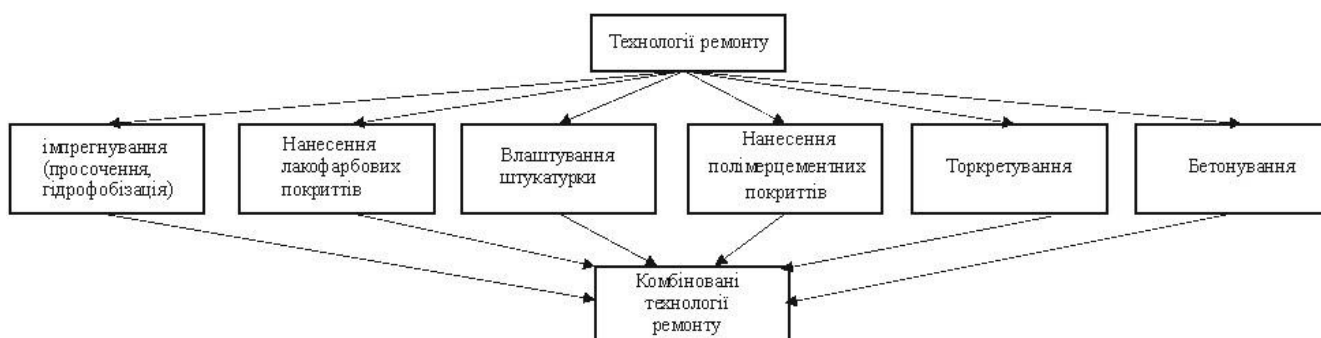 Технології ремонту
імпрегнування
(просочення,
гідрофобізація)
Нанесення
лакофарбових
покриттів
Влаштування
штукатурки
Нанесення
полімерцементних
покриттів
Торкретування
Бетонування
Комбіновані
технології
ремонту